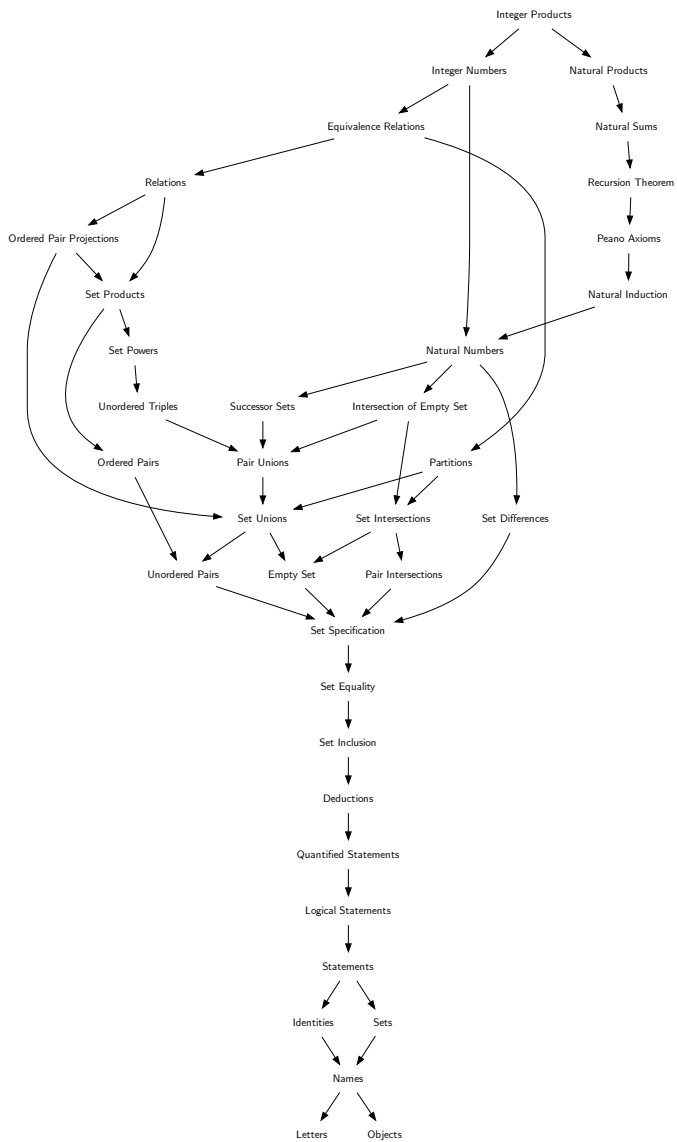 Integer Products
Integer Numbers
Natural Products
Equivalence Relations
Natural Sums
Relations
Recursion Theorem
Ordered Pair Projections
Peano Axioms
Set Products
Natural Induction
Set Powers
Natural Numbers
Unordered Triples
Successor Sets
Intersection of Empty Set
Ordered Pairs
Pair Unions
Partitions
Set Unions
Set Intersections
Set Differences
Unordered Pairs
Empty Set
Pair Intersections
Set Specification
Set Equality
Set Inclusion
Deductions
Quantified Statements
Logical Statements
Statements
Identities
Sets
Names
Letters
Objects